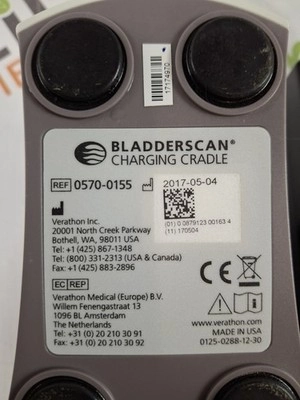 17174970
BLADDERSCAN®
CHARGING CRADLE
REF 0570-0155
2017-05-04
Verathon Inc.
20001 North Creek Parkway
Bothell, WA, 98011 USA
Tel: +1 (425) 867-1348
Tel: (800) 331-2313 (USA & Canada)
Fax: +1 (425) 883-2896
(01) 0 0879123 00163 4
(11) 170504
EC REP
Verathon Medical (Europe) B.V.
Willem Fenengastraat 13
1096 BL Amsterdam
The Netherlands
Tel: +31 (0) 20 210 30 91
Fax: +31 (0) 20 210 30 92
CE
www.verathon.com
MADE IN USA
0125-0288-12-30